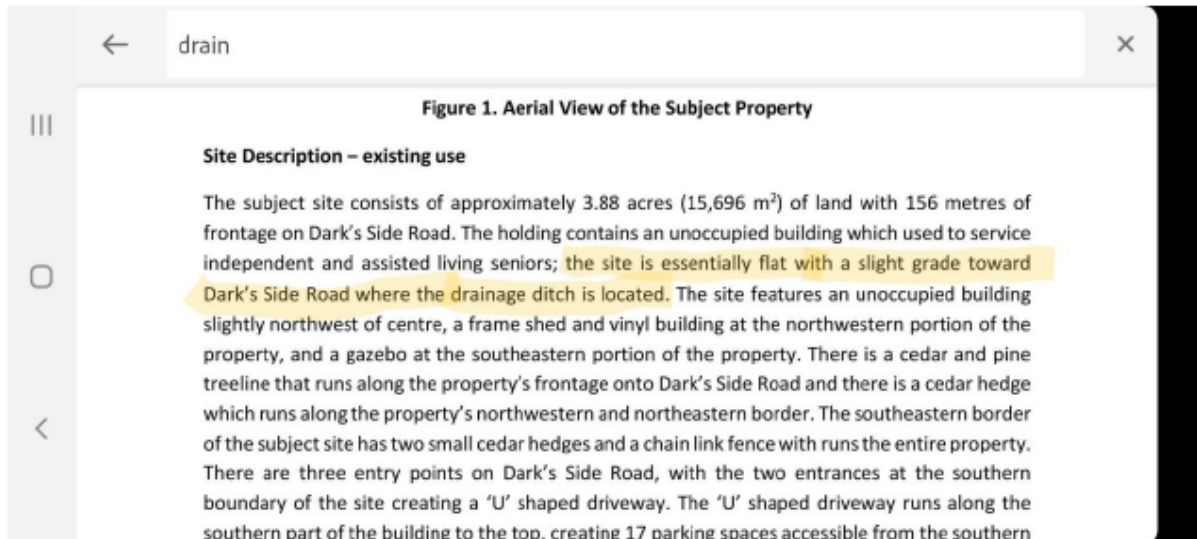 drain
Figure 1. Aerial View of the Subject Property
Site Description – existing use
The subject site consists of approximately 3.88 acres (15,696 m²) of land with 156 metres of
frontage on Dark's Side Road. The holding contains an unoccupied building which used to service
independent and assisted living seniors; the site is essentially flat with a slight grade toward
Dark's Side Road where the drainage ditch is located. The site features an unoccupied building
slightly northwest of centre, a frame shed and vinyl building at the northwestern portion of the
property, and a gazebo at the southeastern portion of the property. There is a cedar and pine
treeline that runs along the property's frontage onto Dark's Side Road and there is a cedar hedge
which runs along the property's northwestern and northeastern border. The southeastern border
of the subject site has two small cedar hedges and a chain link fence with runs the entire property.
There are three entry points on Dark's Side Road, with the two entrances at the southern
boundary of the site creating a 'U' shaped driveway. The 'U' shaped driveway runs along the
southern part of the building to the top, creating 17 parking spaces accessible from the southern